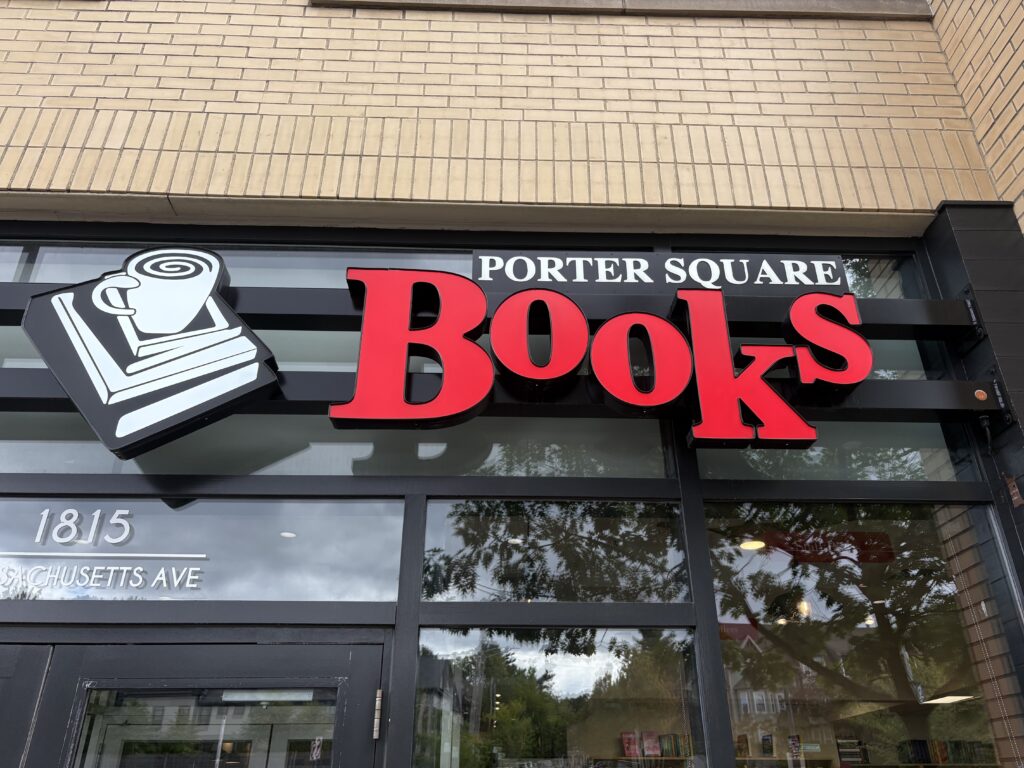 PORTER SQUARE
BOOKS
1815
SACHUSETTS AVE